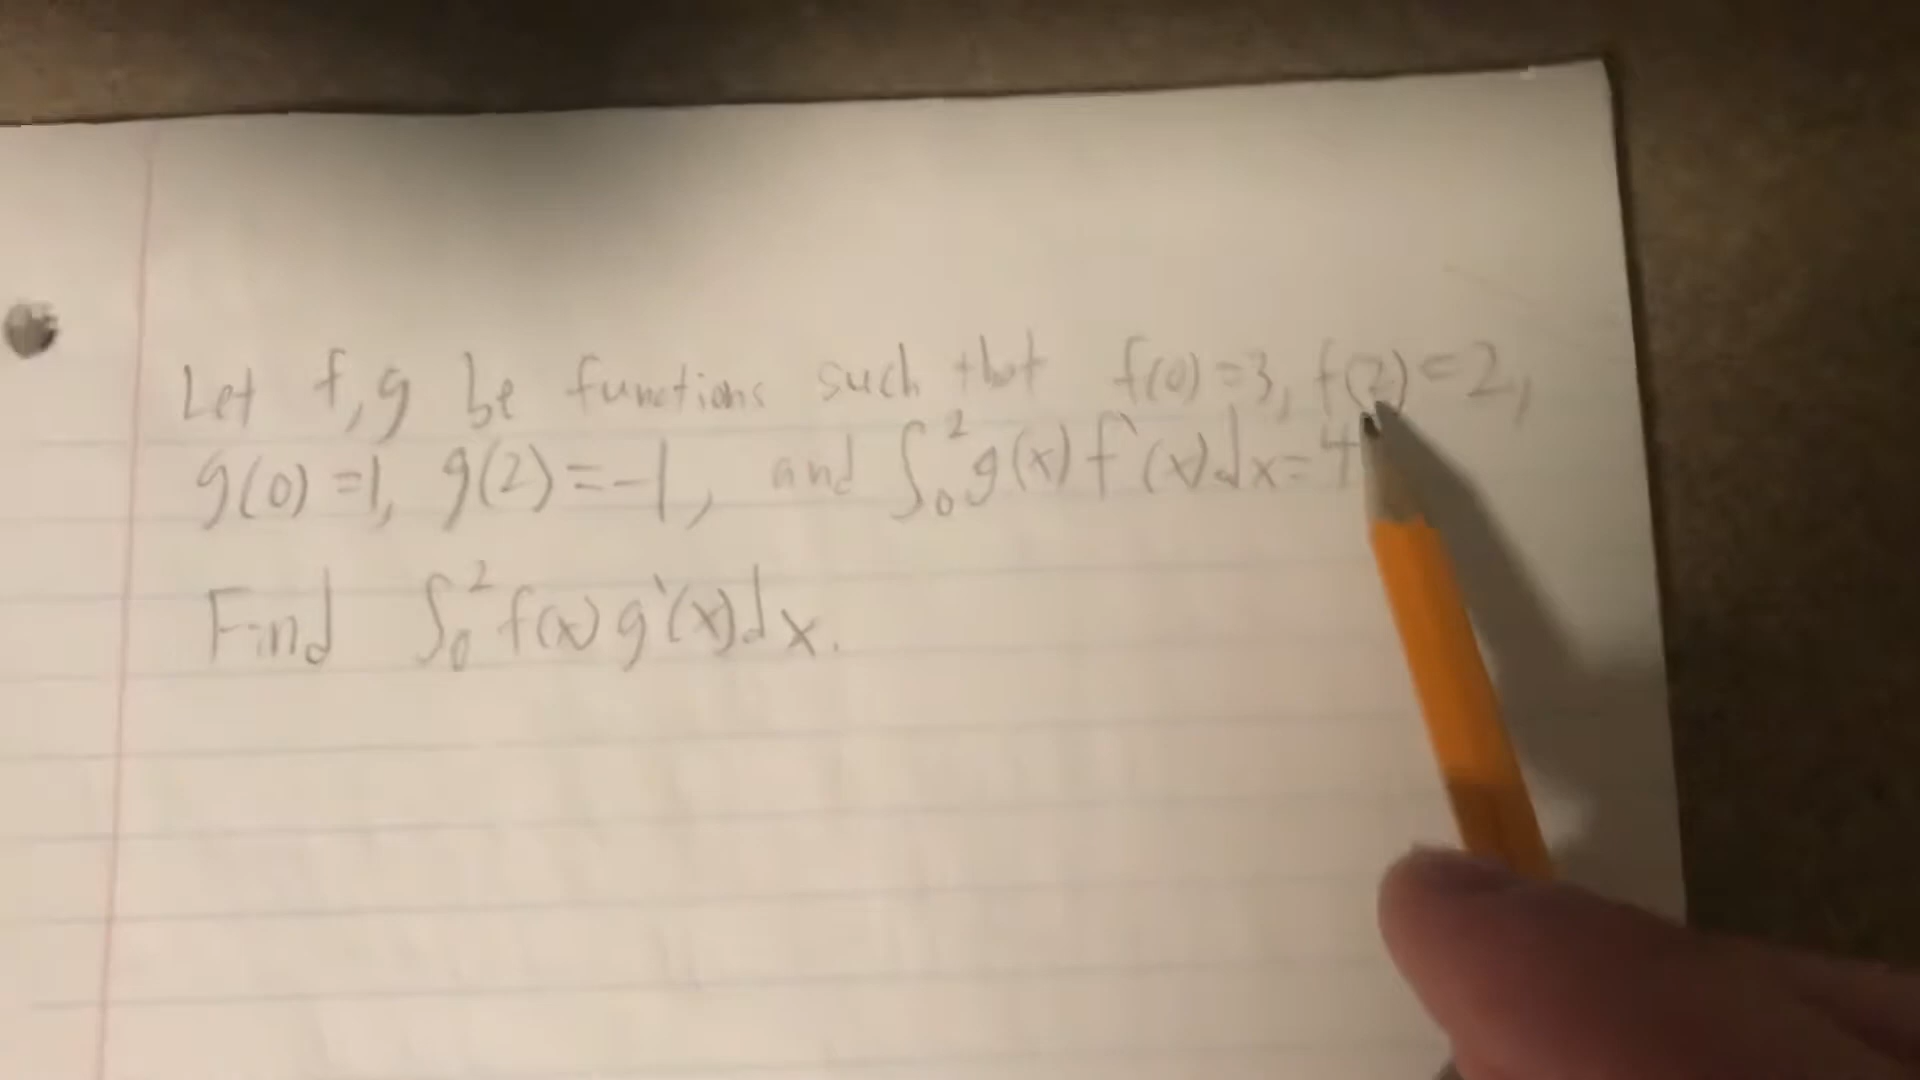 Let f,g be functions such that f(0)=3, f(2)=2,
g(0)=1, g(2)=-1, and ∫₀² g(x)f'(x)dx=4
Find ∫₀² f(x)g'(x)dx.